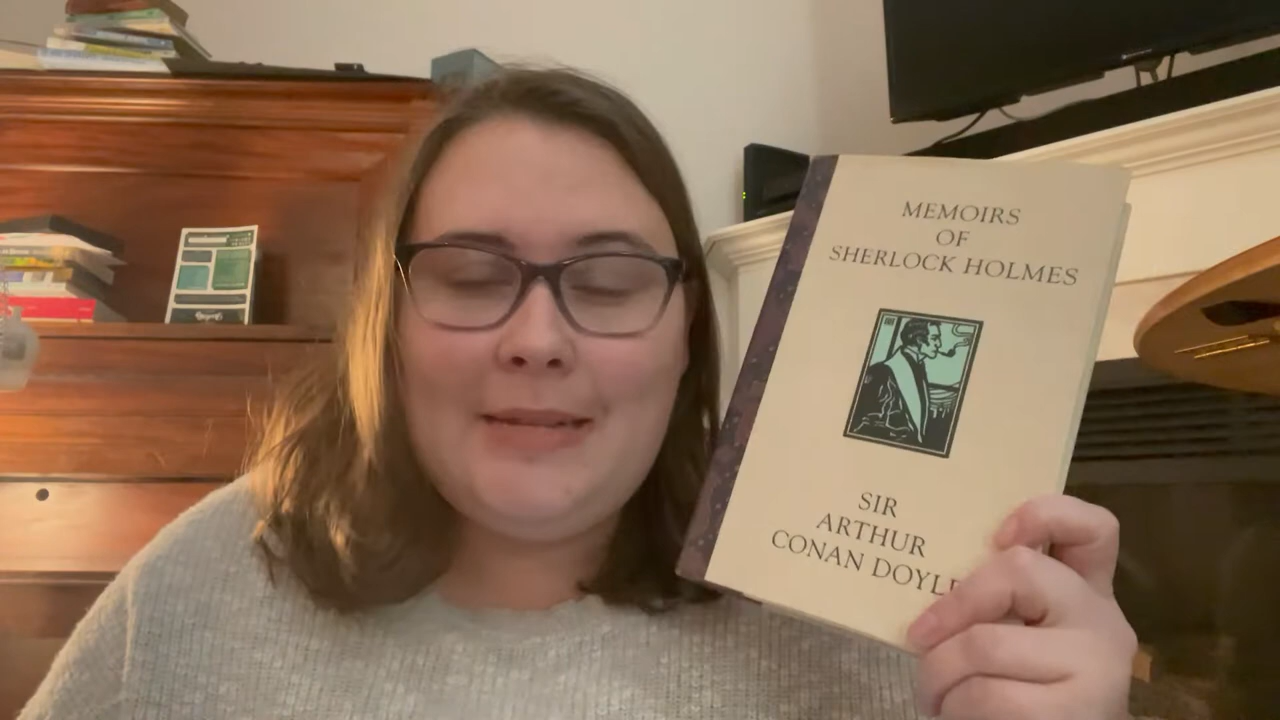 MEMOIRS
OF
SHERLOCK HOLMES
SIR
ARTHUR
CONAN DOYLE